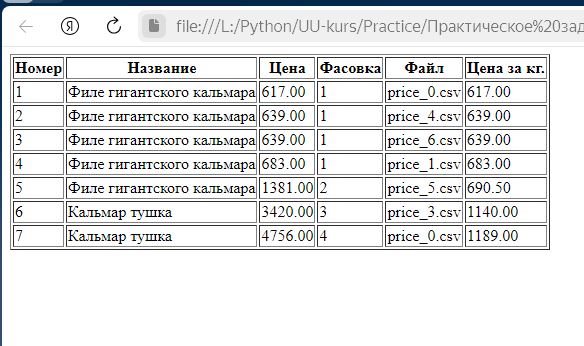 file:///L:/Python/UU-kurs/Practice/Практическое%20зад
Номер Название Цена Фасовка Файл Цена за кг.
1 Филе гигантского кальмара 617.00 1 price_0.csv 617.00
2 Филе гигантского кальмара 639.00 1 price_4.csv 639.00
3 Филе гигантского кальмара 639.00 1 price_6.csv 639.00
4 Филе гигантского кальмара 683.00 1 price_1.csv 683.00
5 Филе гигантского кальмара 1381.00 2 price_5.csv 690.50
6 Кальмар тушка 3420.00 3 price_3.csv 1140.00
7 Кальмар тушка 4756.00 4 price_0.csv 1189.00